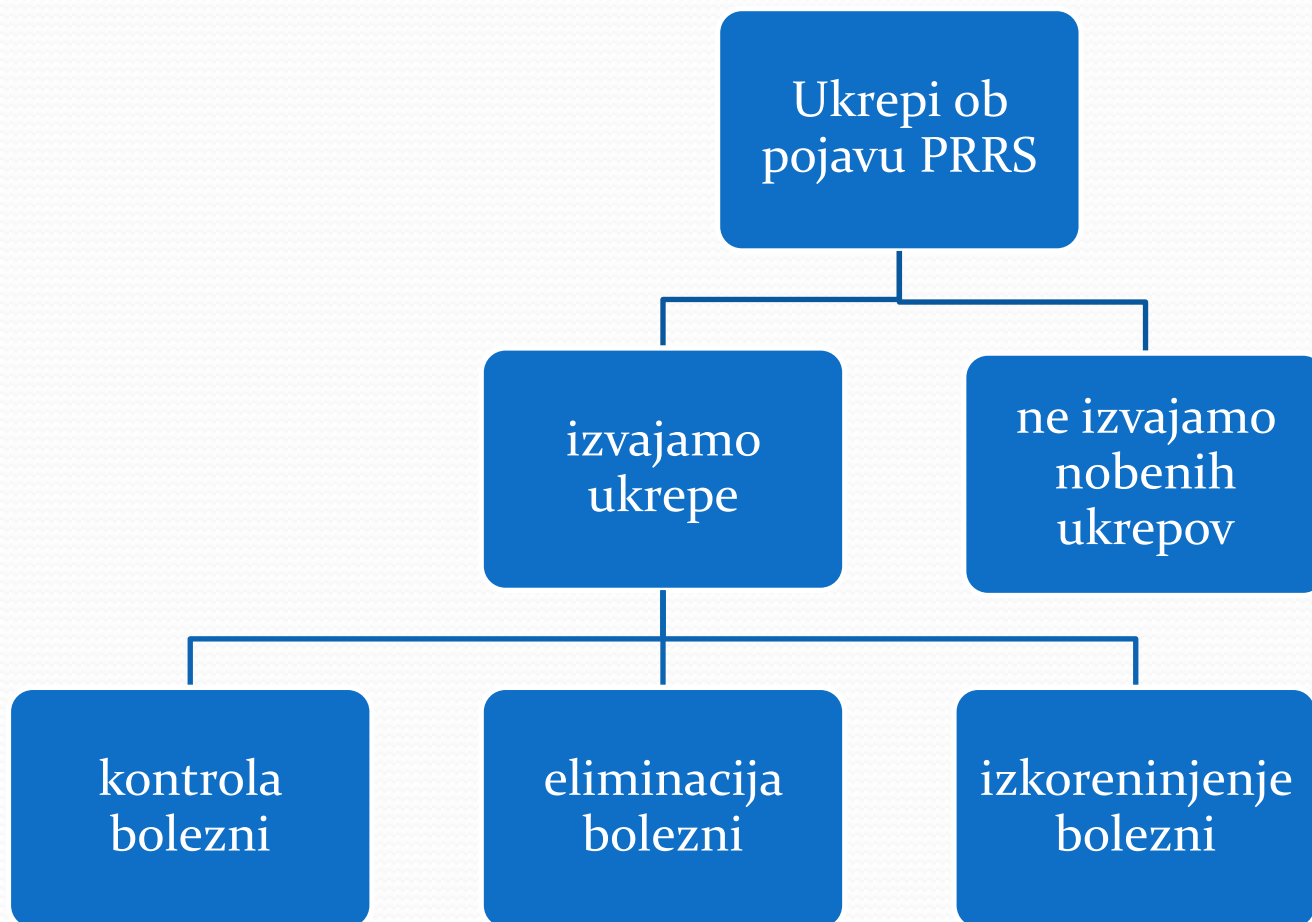 Ukrepi ob
pojavu PRRS
izvajamo
ukrepe
ne izvajamo
nobenih
ukrepov
kontrola
bolezni
eliminacija
bolezni
izkoreninjenje
bolezni